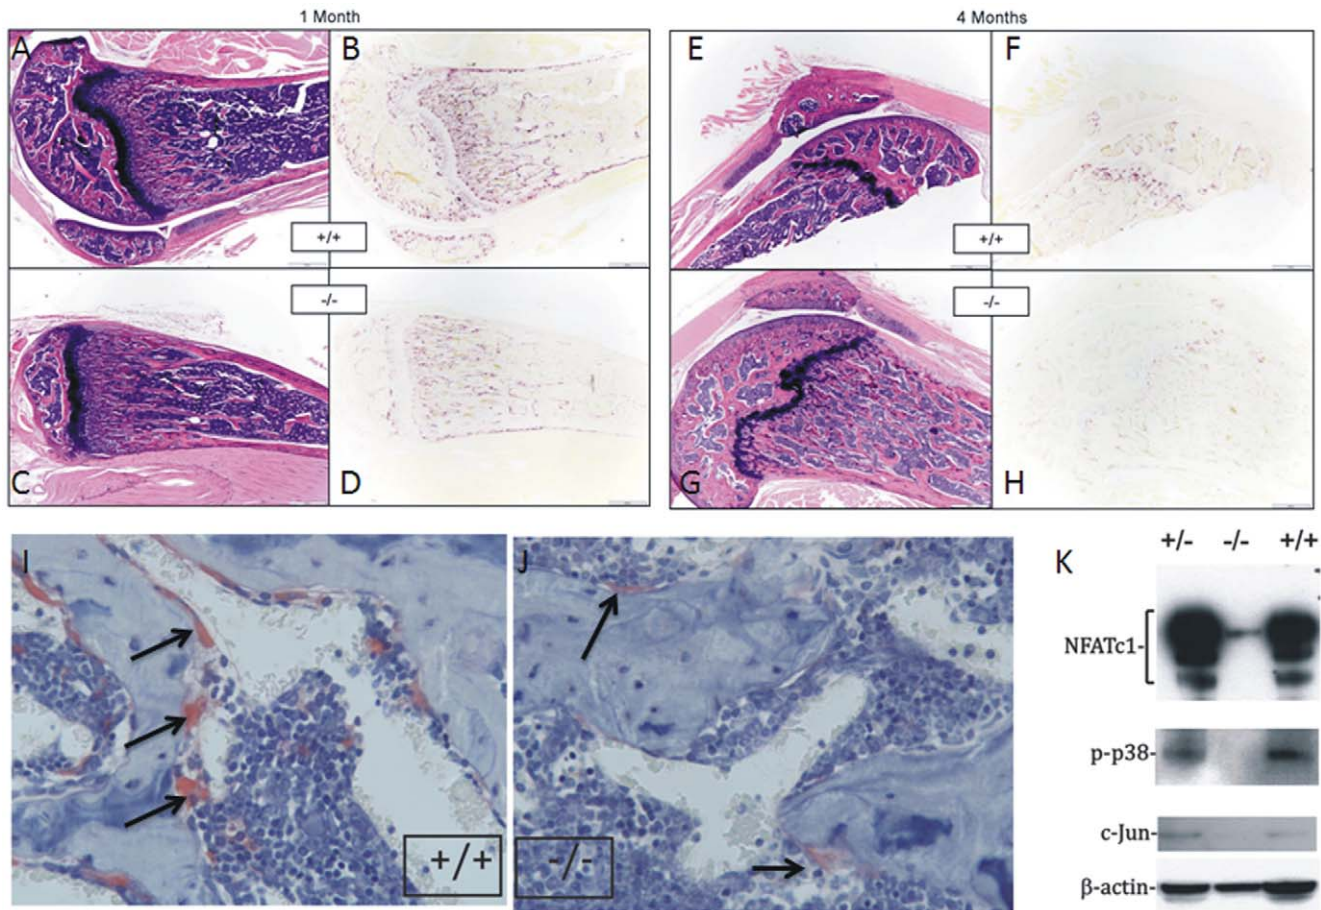 1 Month
4 Months
A
B
E
F
+/+
+/+
-/-
-/-
C
D
G
H
I
J
K
+/- -/- +/+
NFATc1-
p-p38-
c-Jun-
β-actin-
+/+
-/-